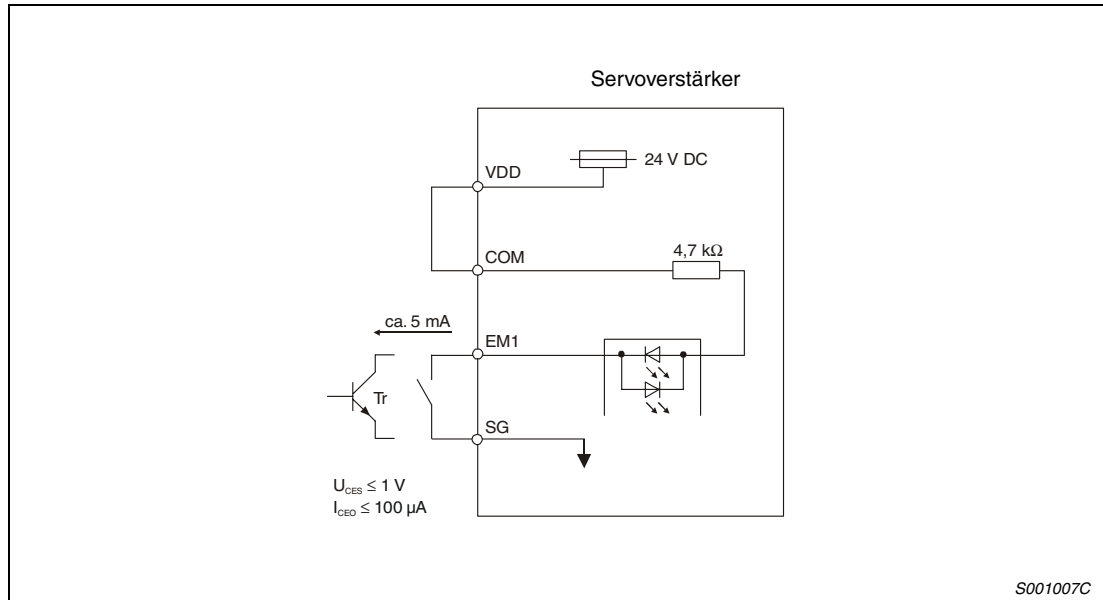 Servoverstärker
VDD
24 V DC
COM
4,7 kΩ
ca. 5 mA
EM1
Tr
SG
U_CES ≤ 1 V
I_CEO ≤ 100 µA
S001007C